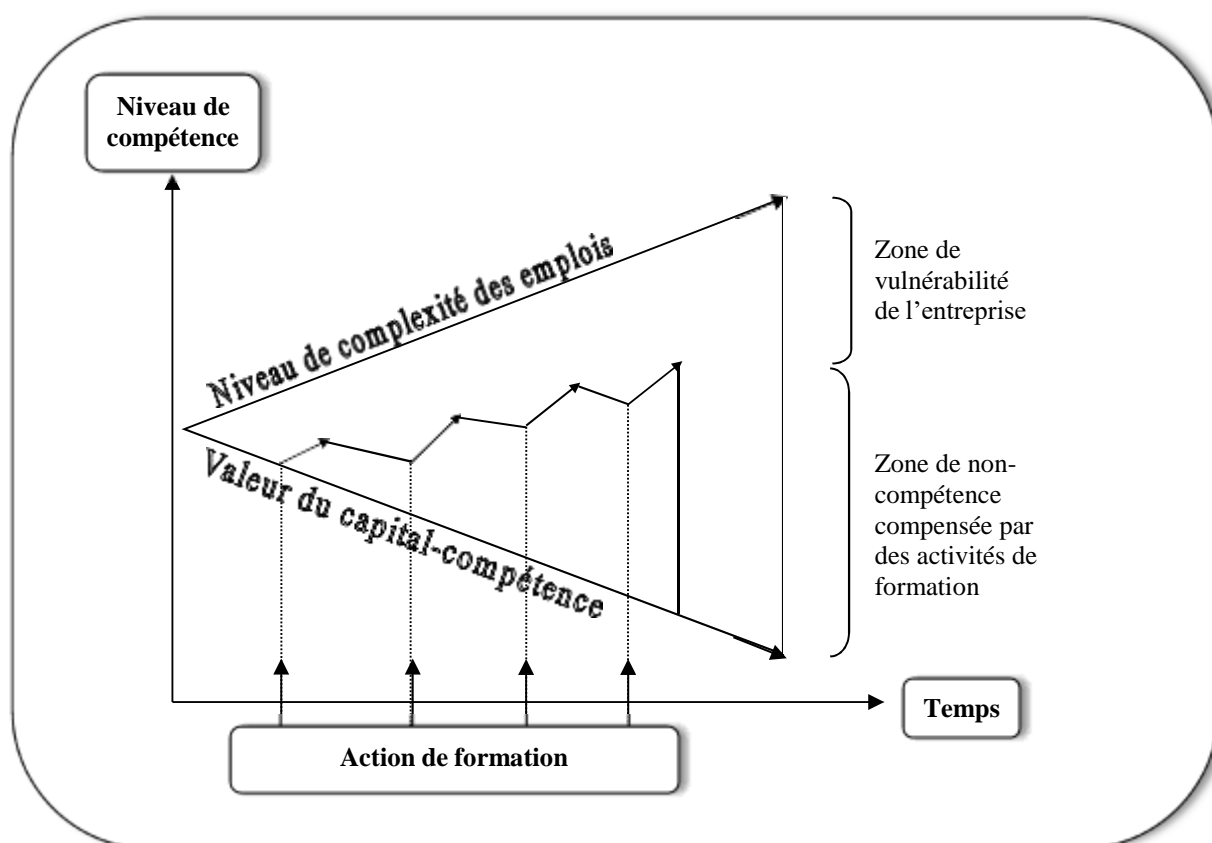 Niveau de
compétence
Niveau de complexité des emplois
Zone de
vulnérabilité
de l’entreprise
Valeur du capital-compétence
Zone de non-
compétence
compensée par
des activités de
formation
Temps
Action de formation